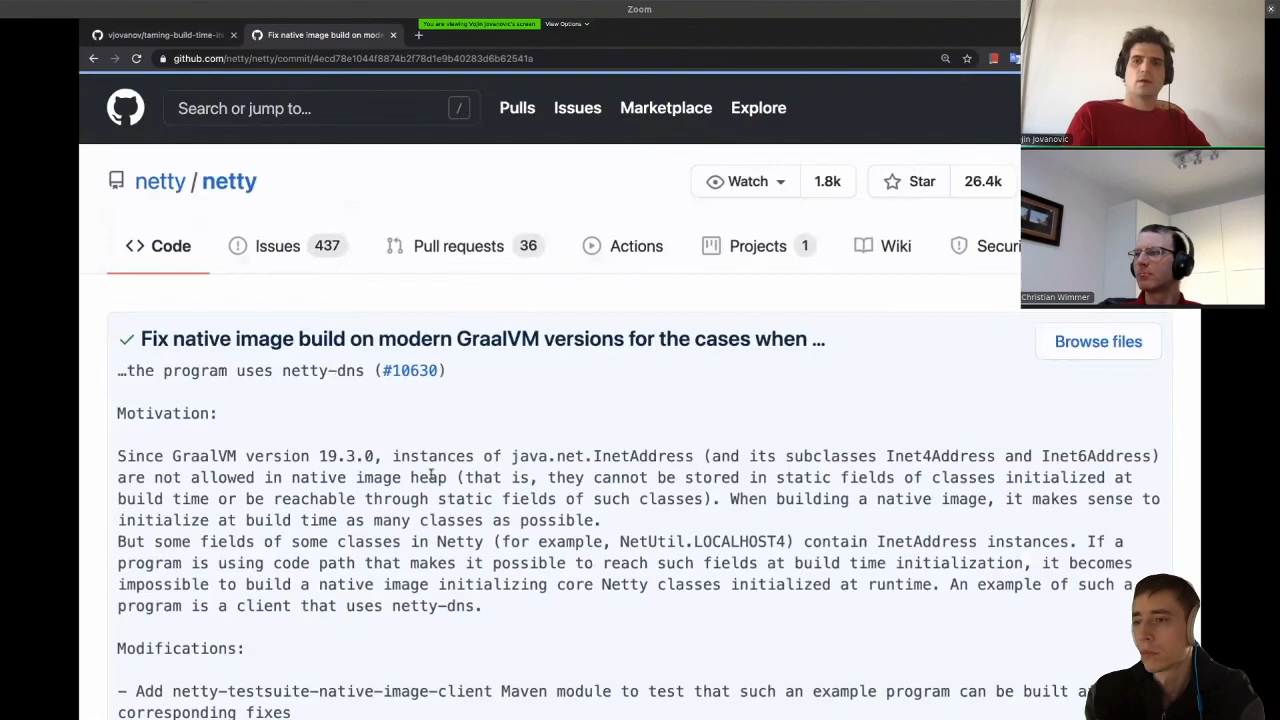 Zoom
You are viewing Vojin Jovanovic's screen
View Options
vjovanov/taming-build-time-in
Fix native image build on mode
github.com/netty/netty/commit/4ecd78e1044f8874b2f78d1e9b40283d6b62541a
Search or jump to...
/
Pulls
Issues
Marketplace
Explore
netty / netty
Watch
1.8k
Star
26.4k
Code
Issues 437
Pull requests 36
Actions
Projects 1
Wiki
Securi
jin Jovanovic
Christian Wimmer
Fix native image build on modern GraalVM versions for the cases when …
Browse files
…the program uses netty-dns (#10630)
Motivation:
Since GraalVM version 19.3.0, instances of java.net.InetAddress (and its subclasses Inet4Address and Inet6Address)
are not allowed in native image heap (that is, they cannot be stored in static fields of classes initialized at
build time or be reachable through static fields of such classes). When building a native image, it makes sense to
initialize at build time as many classes as possible.
But some fields of some classes in Netty (for example, NetUtil.LOCALHOST4) contain InetAddress instances. If a
program is using code path that makes it possible to reach such fields at build time initialization, it becomes
impossible to build a native image initializing core Netty classes initialized at runtime. An example of such a
program is a client that uses netty-dns.
Modifications:
- Add netty-testsuite-native-image-client Maven module to test that such an example program can be built a
corresponding fixes